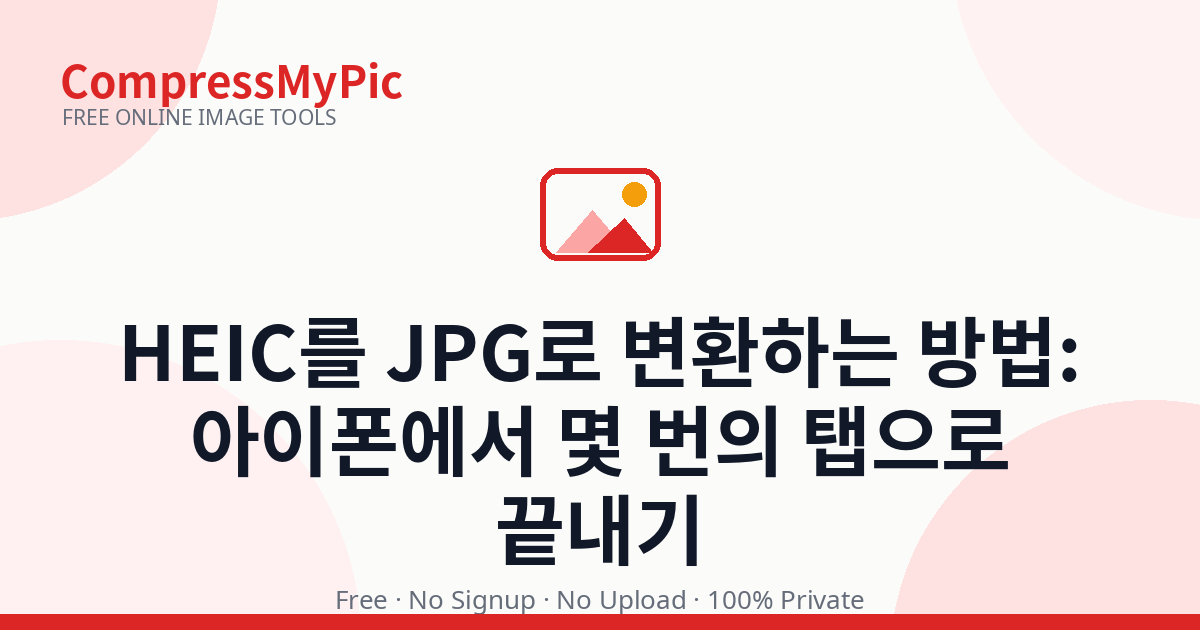 CompressMyPic
FREE ONLINE IMAGE TOOLS
HEIC를 JPG로 변환하는 방법:
아이폰에서 몇 번의 탭으로
끝내기
Free · No Signup · No Upload · 100% Private